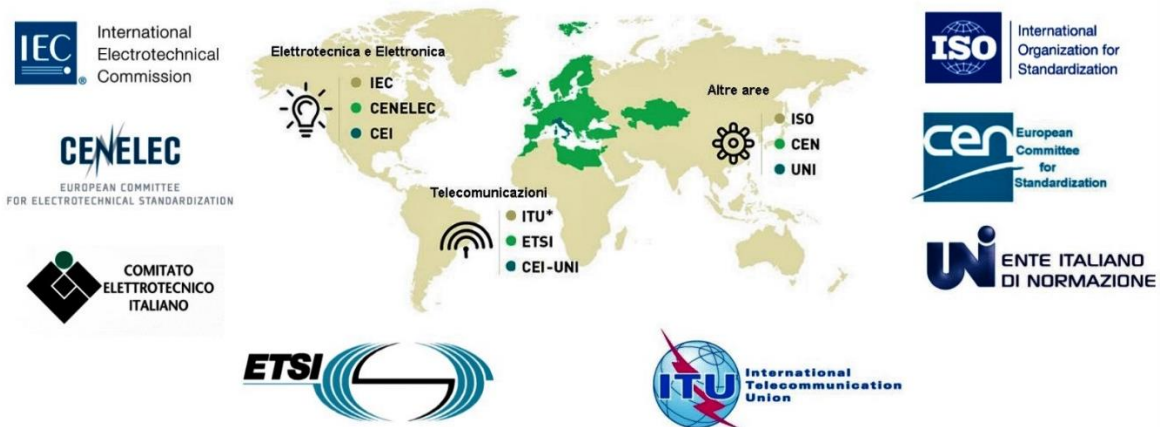 IEC
International
Electrotechnical
Commission
CENELEC
EUROPEAN COMMITTEE
FOR ELECTROTECHNICAL STANDARDIZATION
COMITATO
ELETTROTECNICO
ITALIANO
Elettrotecnica e Elettronica
IEC
CENELEC
CEI
Telecomunicazioni
ITU*
ETSI
CEI-UNI
Altre aree
ISO
CEN
UNI
ISO
International
Organization for
Standardization
cen
European
Committee
for
Standardization
UNI
ENTE ITALIANO
DI NORMAZIONE
ETSI
ITU
International
Telecommunication
Union